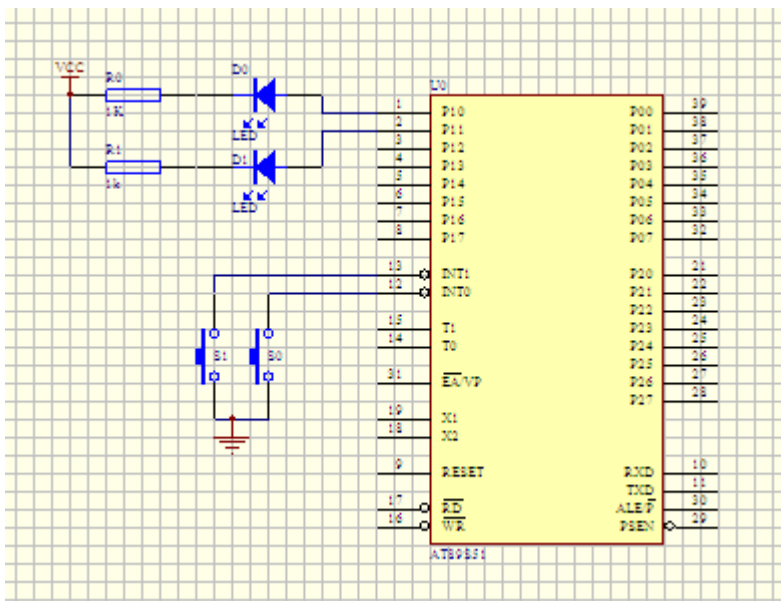 VCC
R0
1K
D0
LED
R1
1k
D1
LED
U0
1 P10 P00 39
2 P11 P01 38
3 P12 P02 37
4 P13 P03 36
5 P14 P04 35
6 P15 P05 34
7 P16 P06 33
8 P17 P07 32
13 INT1 P20 21
12 INT0 P21 22
P22 23
15 T1 P23 24
14 T0 P24 25
P25 26
31 EA/VP P26 27
P27 28
S1 S0
19 X1
18 X2
9 RESET RXD 10
TXD 11
17 RD ALE/P 30
16 WR PSEN 29
AT89S51